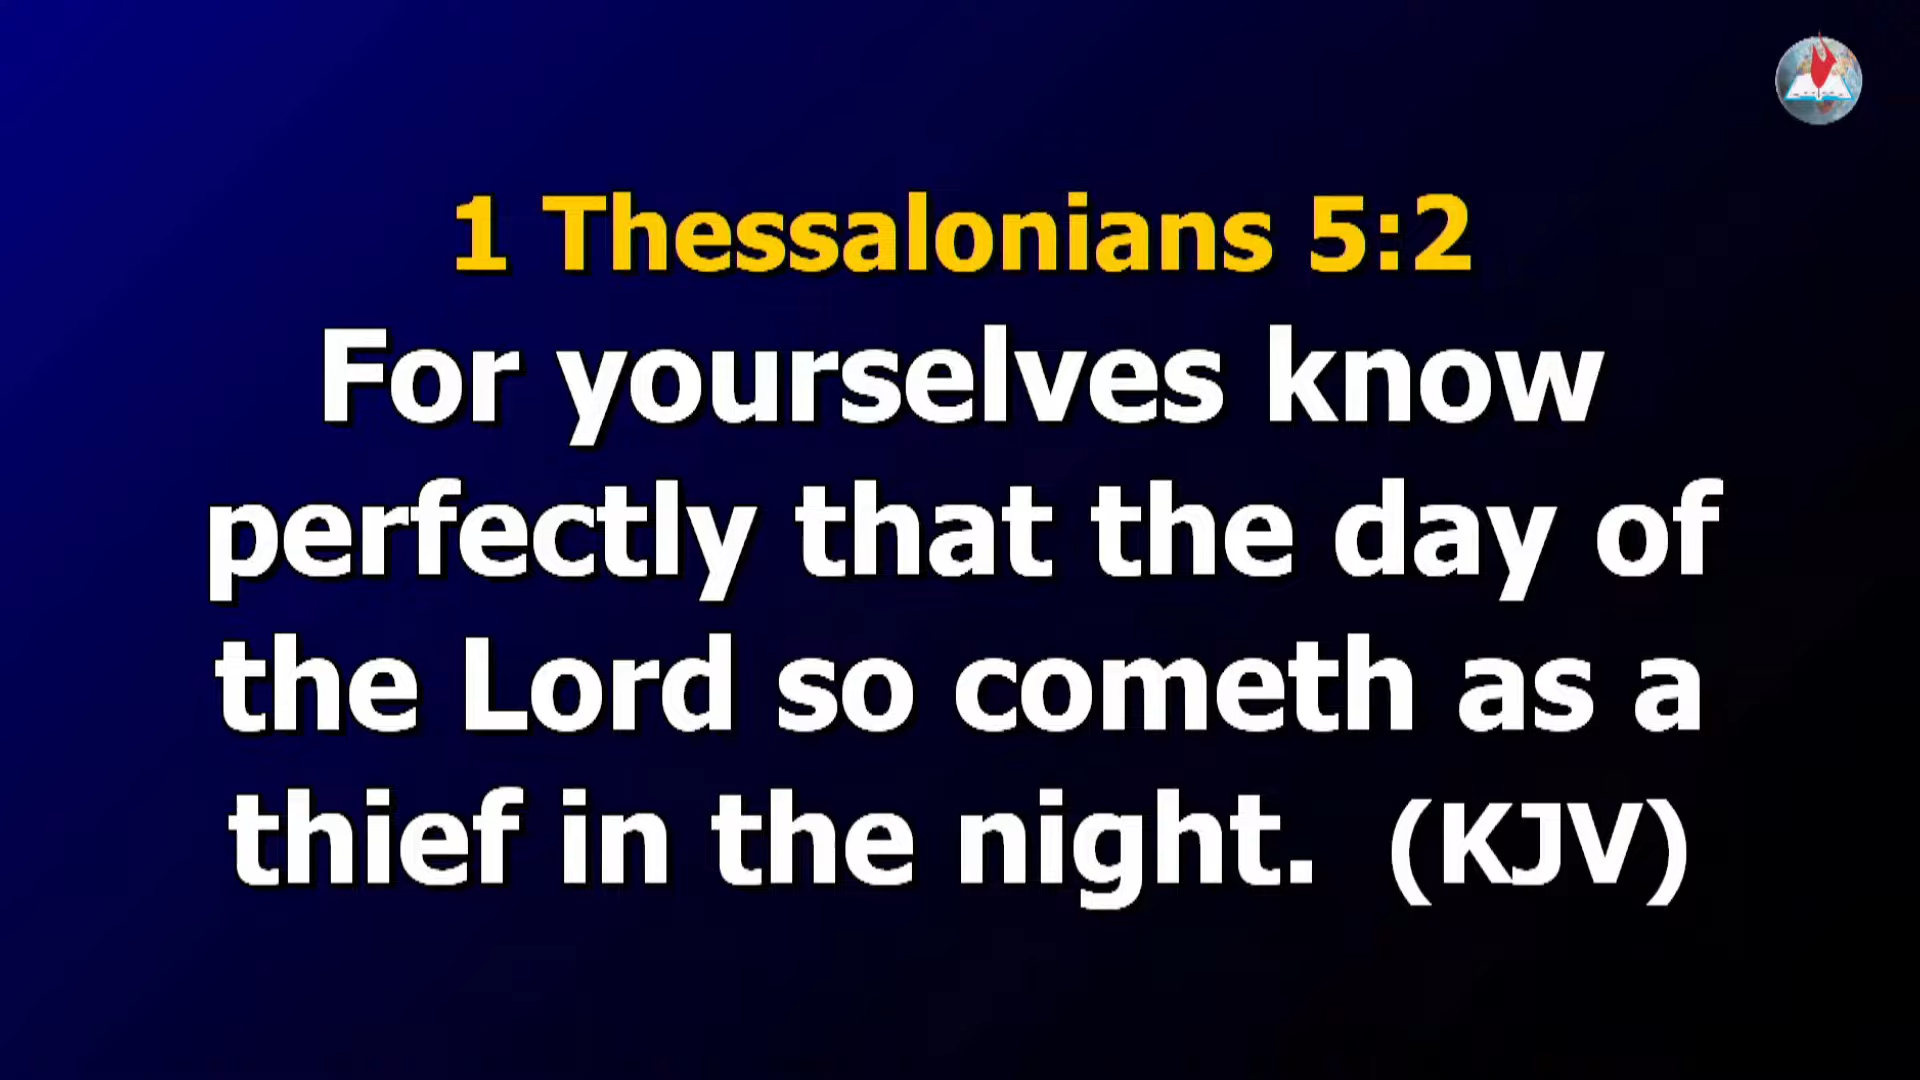 1 Thessalonians 5:2
For yourselves know
perfectly that the day of
the Lord so cometh as a
thief in the night.  (KJV)